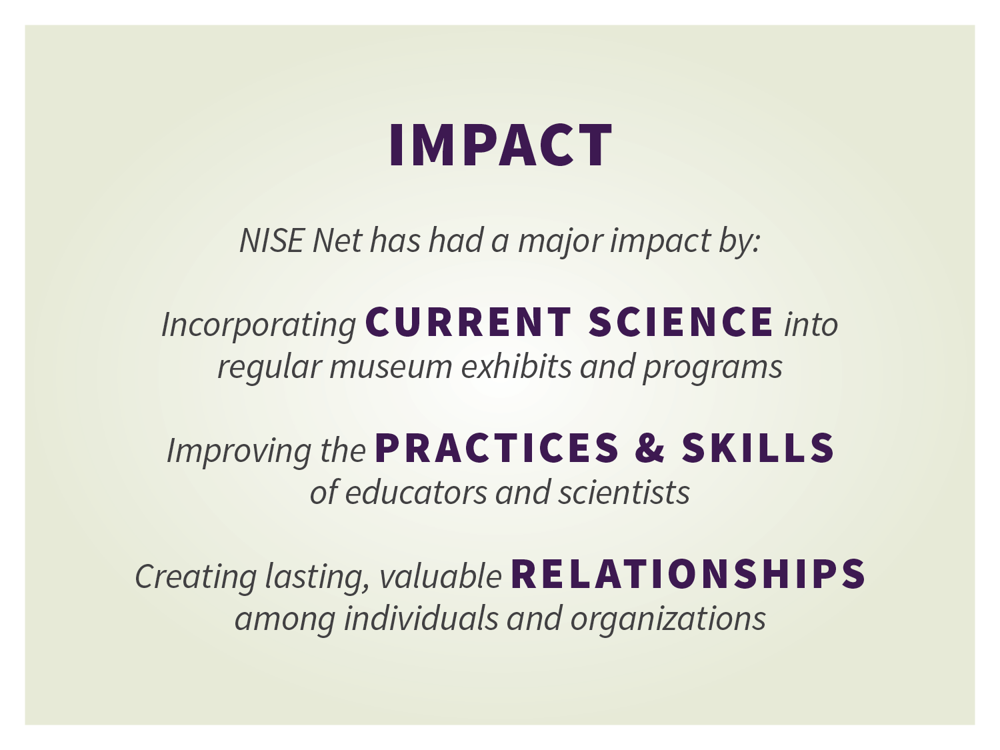 IMPACT
NISE Net has had a major impact by:
Incorporating CURRENT SCIENCE into
regular museum exhibits and programs
Improving the PRACTICES & SKILLS
of educators and scientists
Creating lasting, valuable RELATIONSHIPS
among individuals and organizations